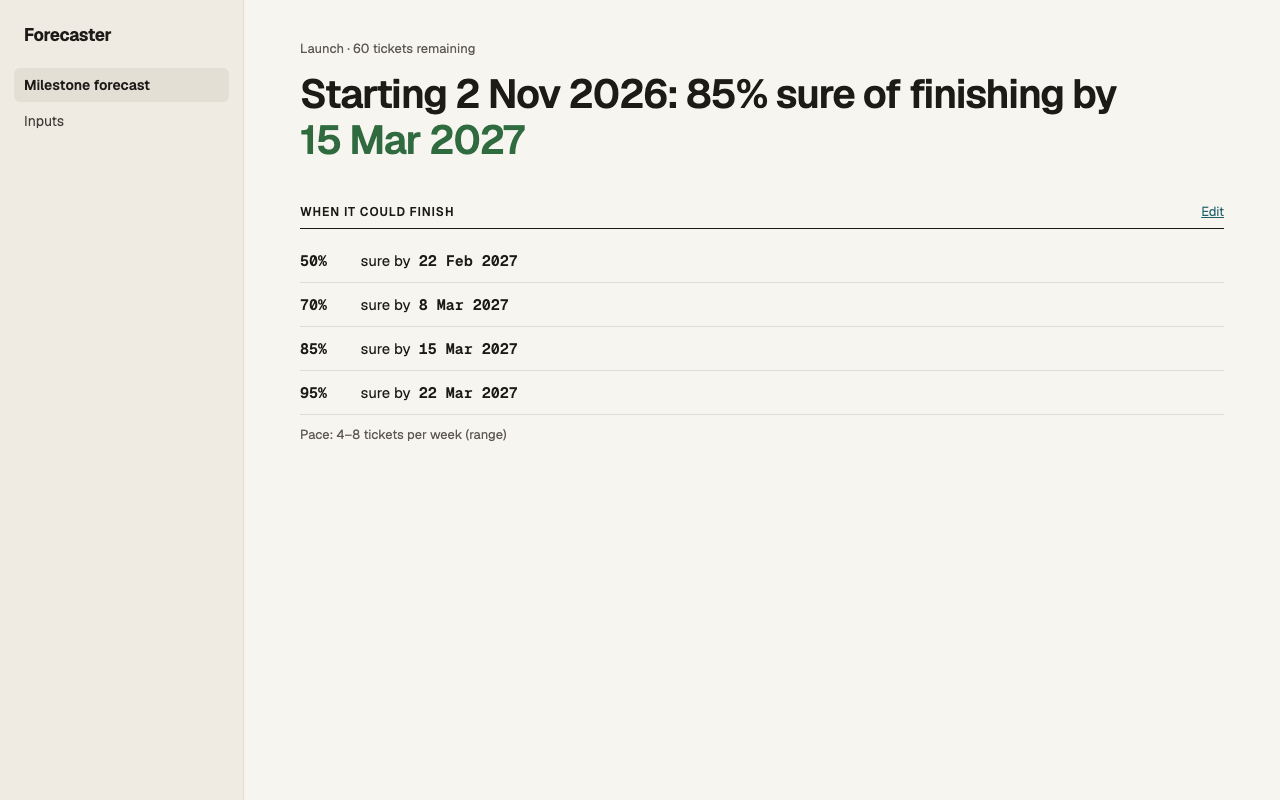 Forecaster
Milestone forecast
Inputs
Launch · 60 tickets remaining
Starting 2 Nov 2026: 85% sure of finishing by
15 Mar 2027
WHEN IT COULD FINISH
Edit
50% sure by 22 Feb 2027
70% sure by 8 Mar 2027
85% sure by 15 Mar 2027
95% sure by 22 Mar 2027
Pace: 4–8 tickets per week (range)